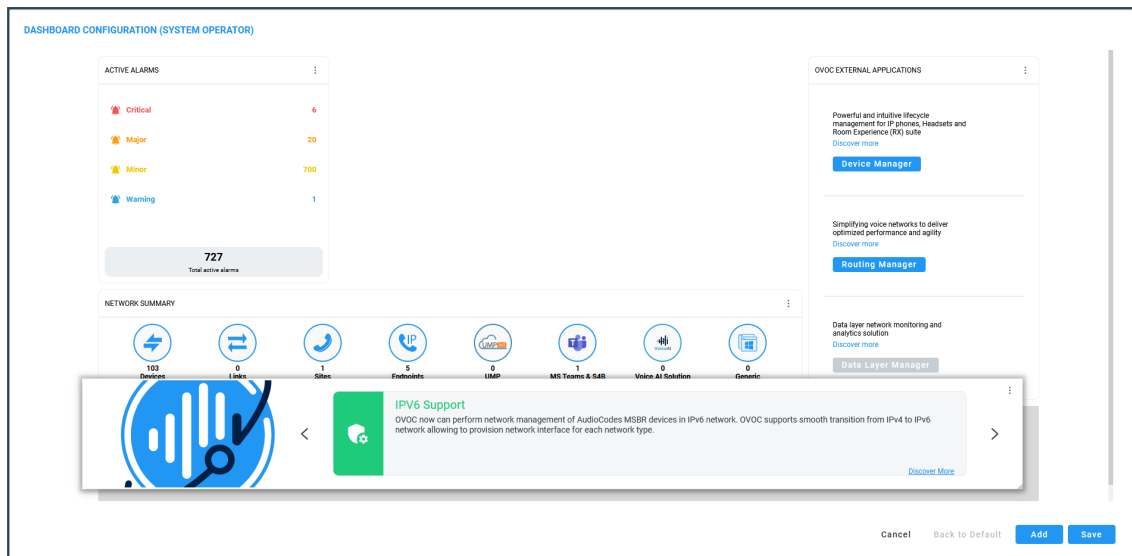 DASHBOARD CONFIGURATION (SYSTEM OPERATOR)
ACTIVE ALARMS
Critical 6
Major 20
Minor 700
Warning 1
727
Total active alarms
OVOC EXTERNAL APPLICATIONS
Powerful and intuitive lifecycle
management for IP phones, Headsets and
Room Experience (RX) suite
Discover more
Device Manager
Simplifying voice networks to deliver
optimized performance and agility
Discover more
Routing Manager
Data layer network monitoring and
analytics solution
Discover more
Data Layer Manager
NETWORK SUMMARY
IP
UMP
T
VoiceAI
103 0 1 5 0 1 0 0
Devices Links Sites Endpoints UMP MS Teams & S4B Voice AI Solution Generic
IPV6 Support
OVOC now can perform network management of AudioCodes MSBR devices in IPv6 network. OVOC supports smooth transition from IPv4 to IPv6
network allowing to provision network interface for each network type.
Discover More
Cancel Back to Default Add Save